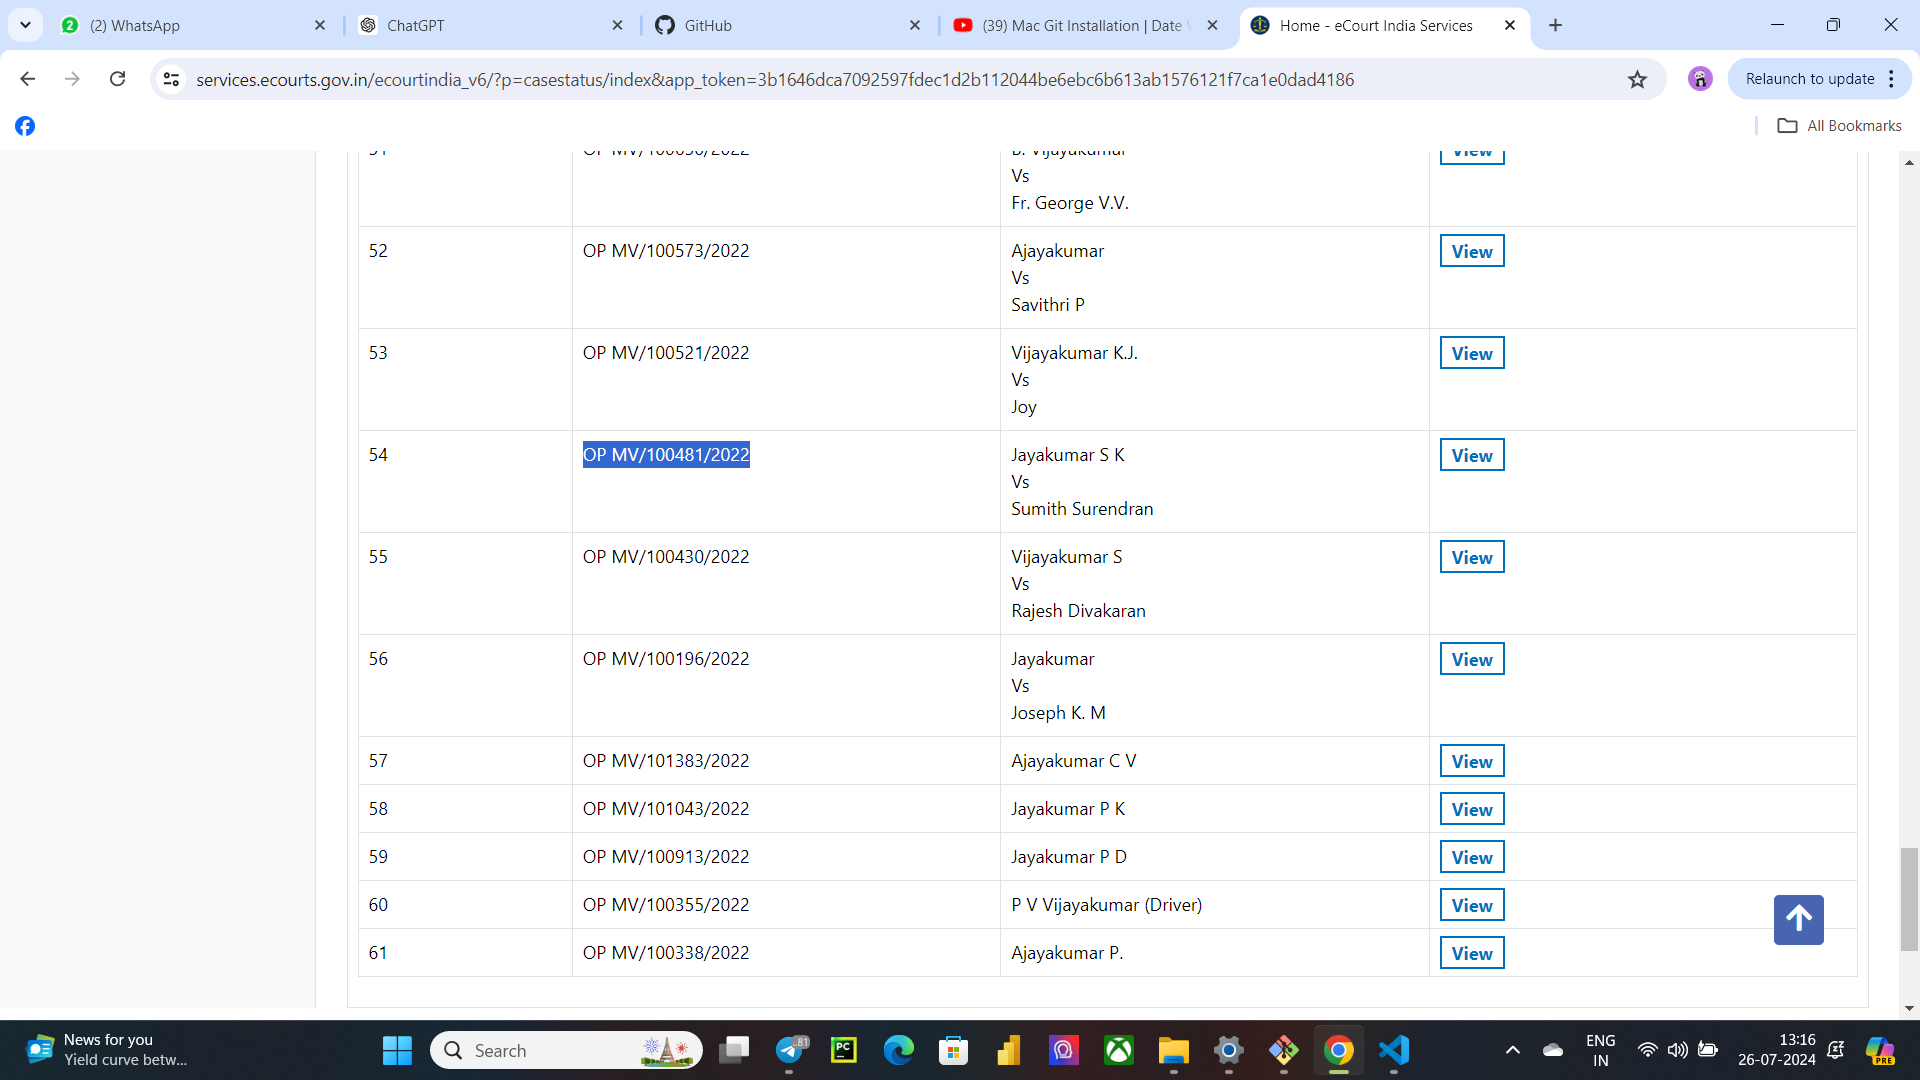 (2) WhatsApp
ChatGPT
GitHub
(39) Mac Git Installation | Date
Home - eCourt India Services
services.ecourts.gov.in/ecourtindia_v6/?p=casestatus/index&app_token=3b1646dca7092597fdec1d2b112044be6ebc6b613ab1576121f7ca1e0dad4186
Relaunch to update
All Bookmarks
View
Vs
Fr. George V.V.
52 OP MV/100573/2022 Ajayakumar View
Vs
Savithri P
53 OP MV/100521/2022 Vijayakumar K.J. View
Vs
Joy
54 OP MV/100481/2022 Jayakumar S K View
Vs
Sumith Surendran
55 OP MV/100430/2022 Vijayakumar S View
Vs
Rajesh Divakaran
56 OP MV/100196/2022 Jayakumar View
Vs
Joseph K. M
57 OP MV/101383/2022 Ajayakumar C V View
58 OP MV/101043/2022 Jayakumar P K View
59 OP MV/100913/2022 Jayakumar P D View
60 OP MV/100355/2022 P V Vijayakumar (Driver) View
61 OP MV/100338/2022 Ajayakumar P. View
News for you
Yield curve betw...
Search
81
PC
ENG
IN
13:16
26-07-2024
PRE